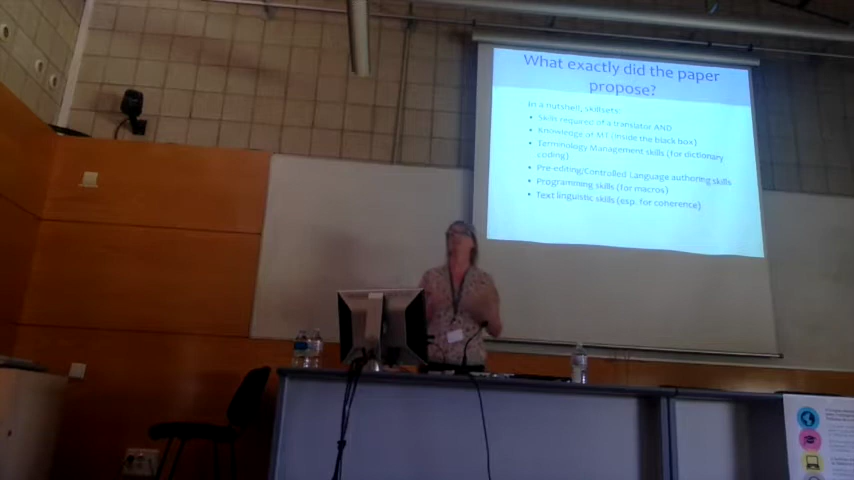 What exactly did the paper
propose?
In a nutshell, skillsets:
• Skills required of a translator AND
• Knowledge of MT (inside the black box)
• Terminology Management skills (for dictionary
coding)
• Pre-editing/Controlled Language authoring skills
• Programming skills (for macros)
• Text linguistic skills (esp. for coherence)